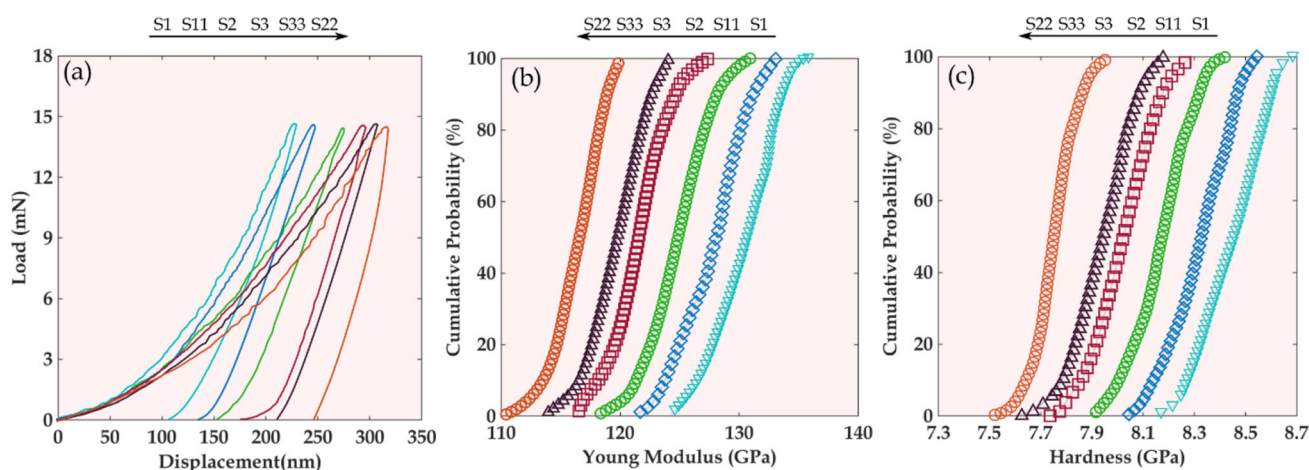 S1 S11 S2 S3 S33 S22
(a)
18
15
12
9
6
3
0
Load (mN)
0 50 100 150 200 250 300 350
Displacement(nm)
S22 S33 S3 S2 S11 S1
(b)
100
80
60
40
20
0
Cumulative Probability (%)
110 120 130 140
Young Modulus (GPa)
S22 S33 S3 S2 S11 S1
(c)
100
80
60
40
20
0
Cumulative Probability (%)
7.3 7.5 7.7 7.9 8.1 8.3 8.5 8.7
Hardness (GPa)